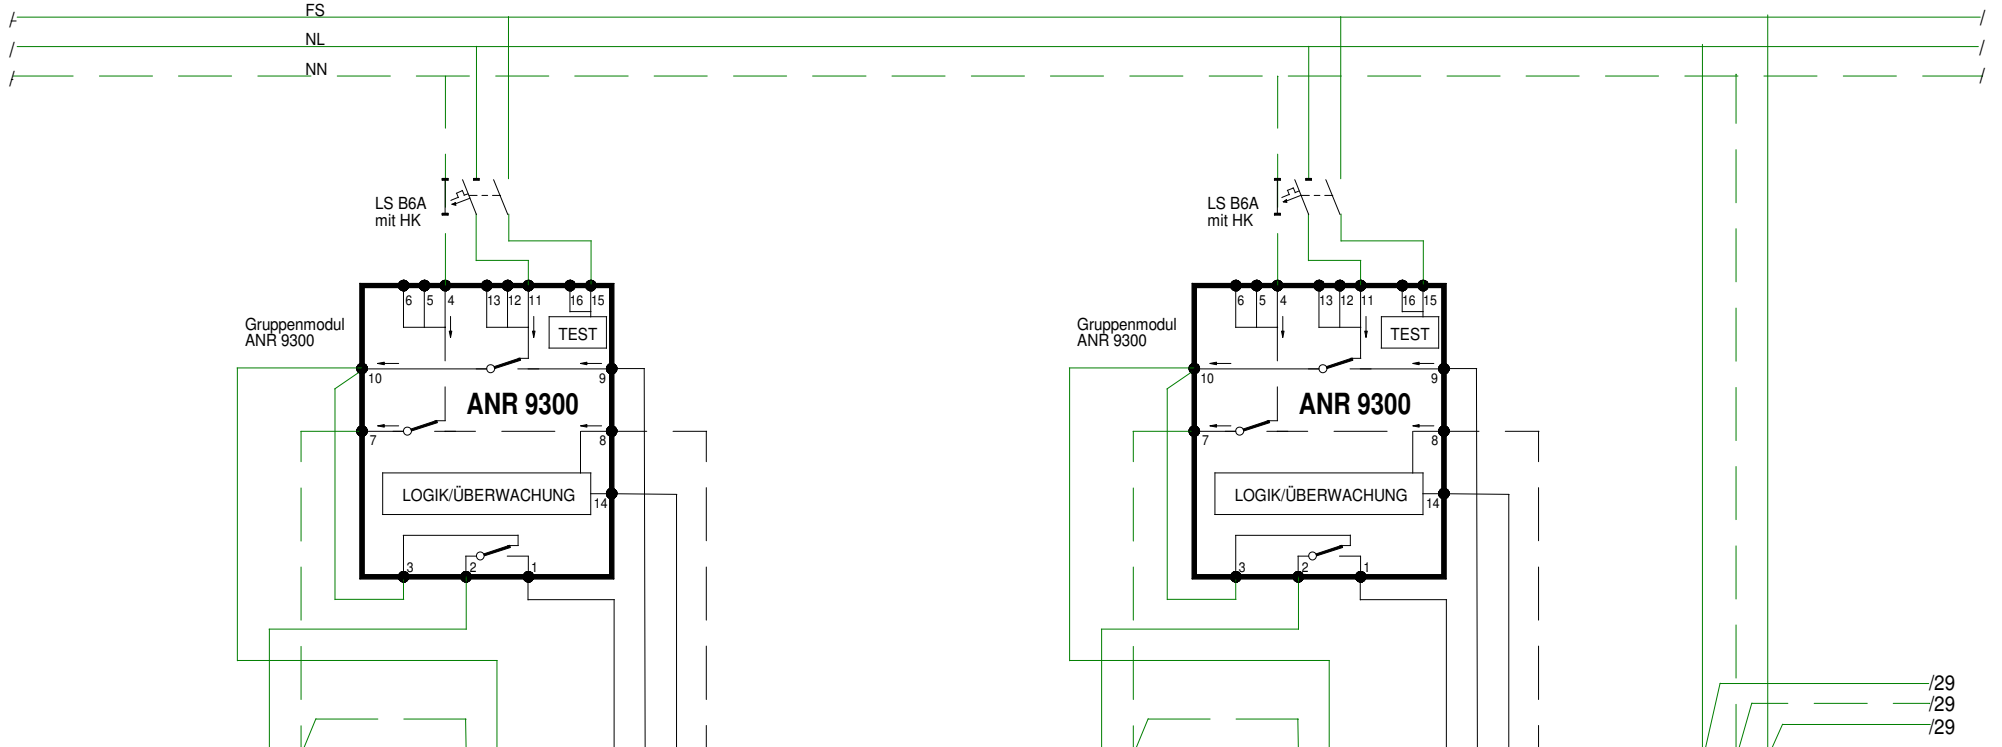 FS
NL
NN
LS B6A
mit HK
LS B6A
mit HK
6 5 4 13 12 11 16 15
6 5 4 13 12 11 16 15
Gruppenmodul
ANR 9300
TEST
Gruppenmodul
ANR 9300
TEST
10 9
10 9
ANR 9300
ANR 9300
7 8
7 8
LOGIK/ÜBERWACHUNG
14
LOGIK/ÜBERWACHUNG
14
3 2 1
3 2 1
/29
/29
/29